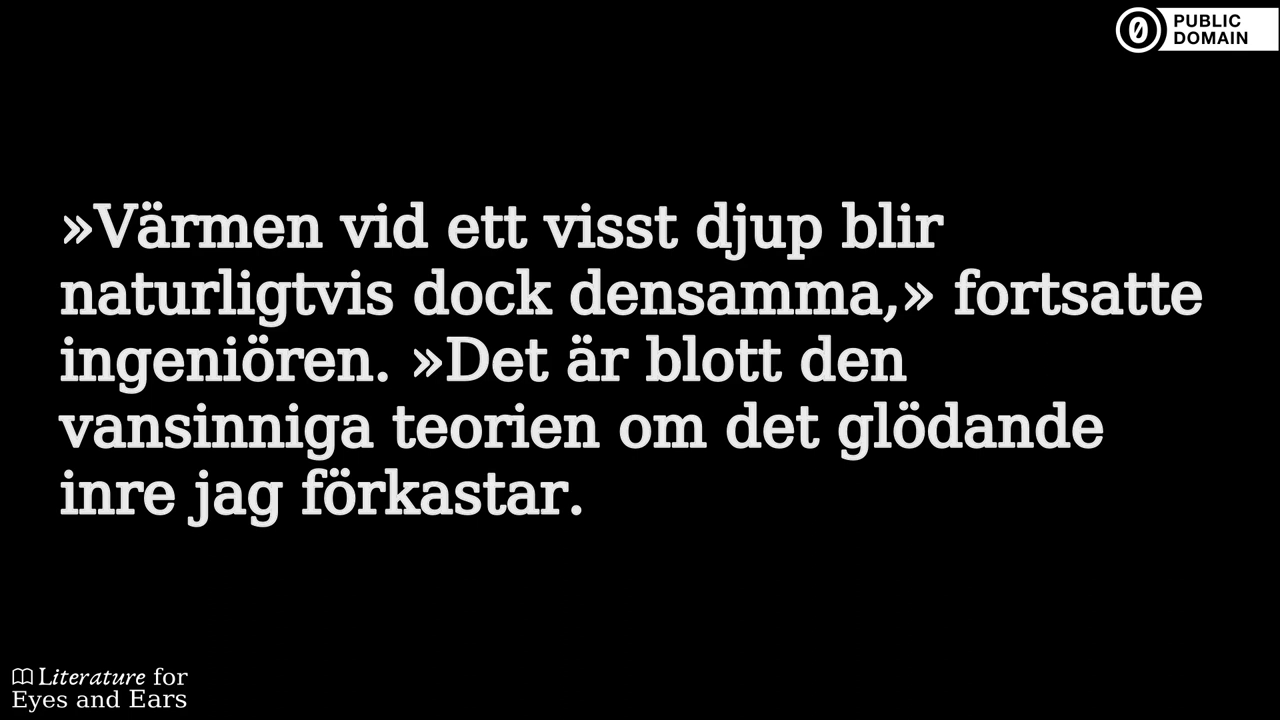 PUBLIC
DOMAIN
»Värmen vid ett visst djup blir
naturligtvis dock densamma,» fortsatte
ingeniören. »Det är blott den
vansinniga teorien om det glödande
inre jag förkastar.
Literature for
Eyes and Ears